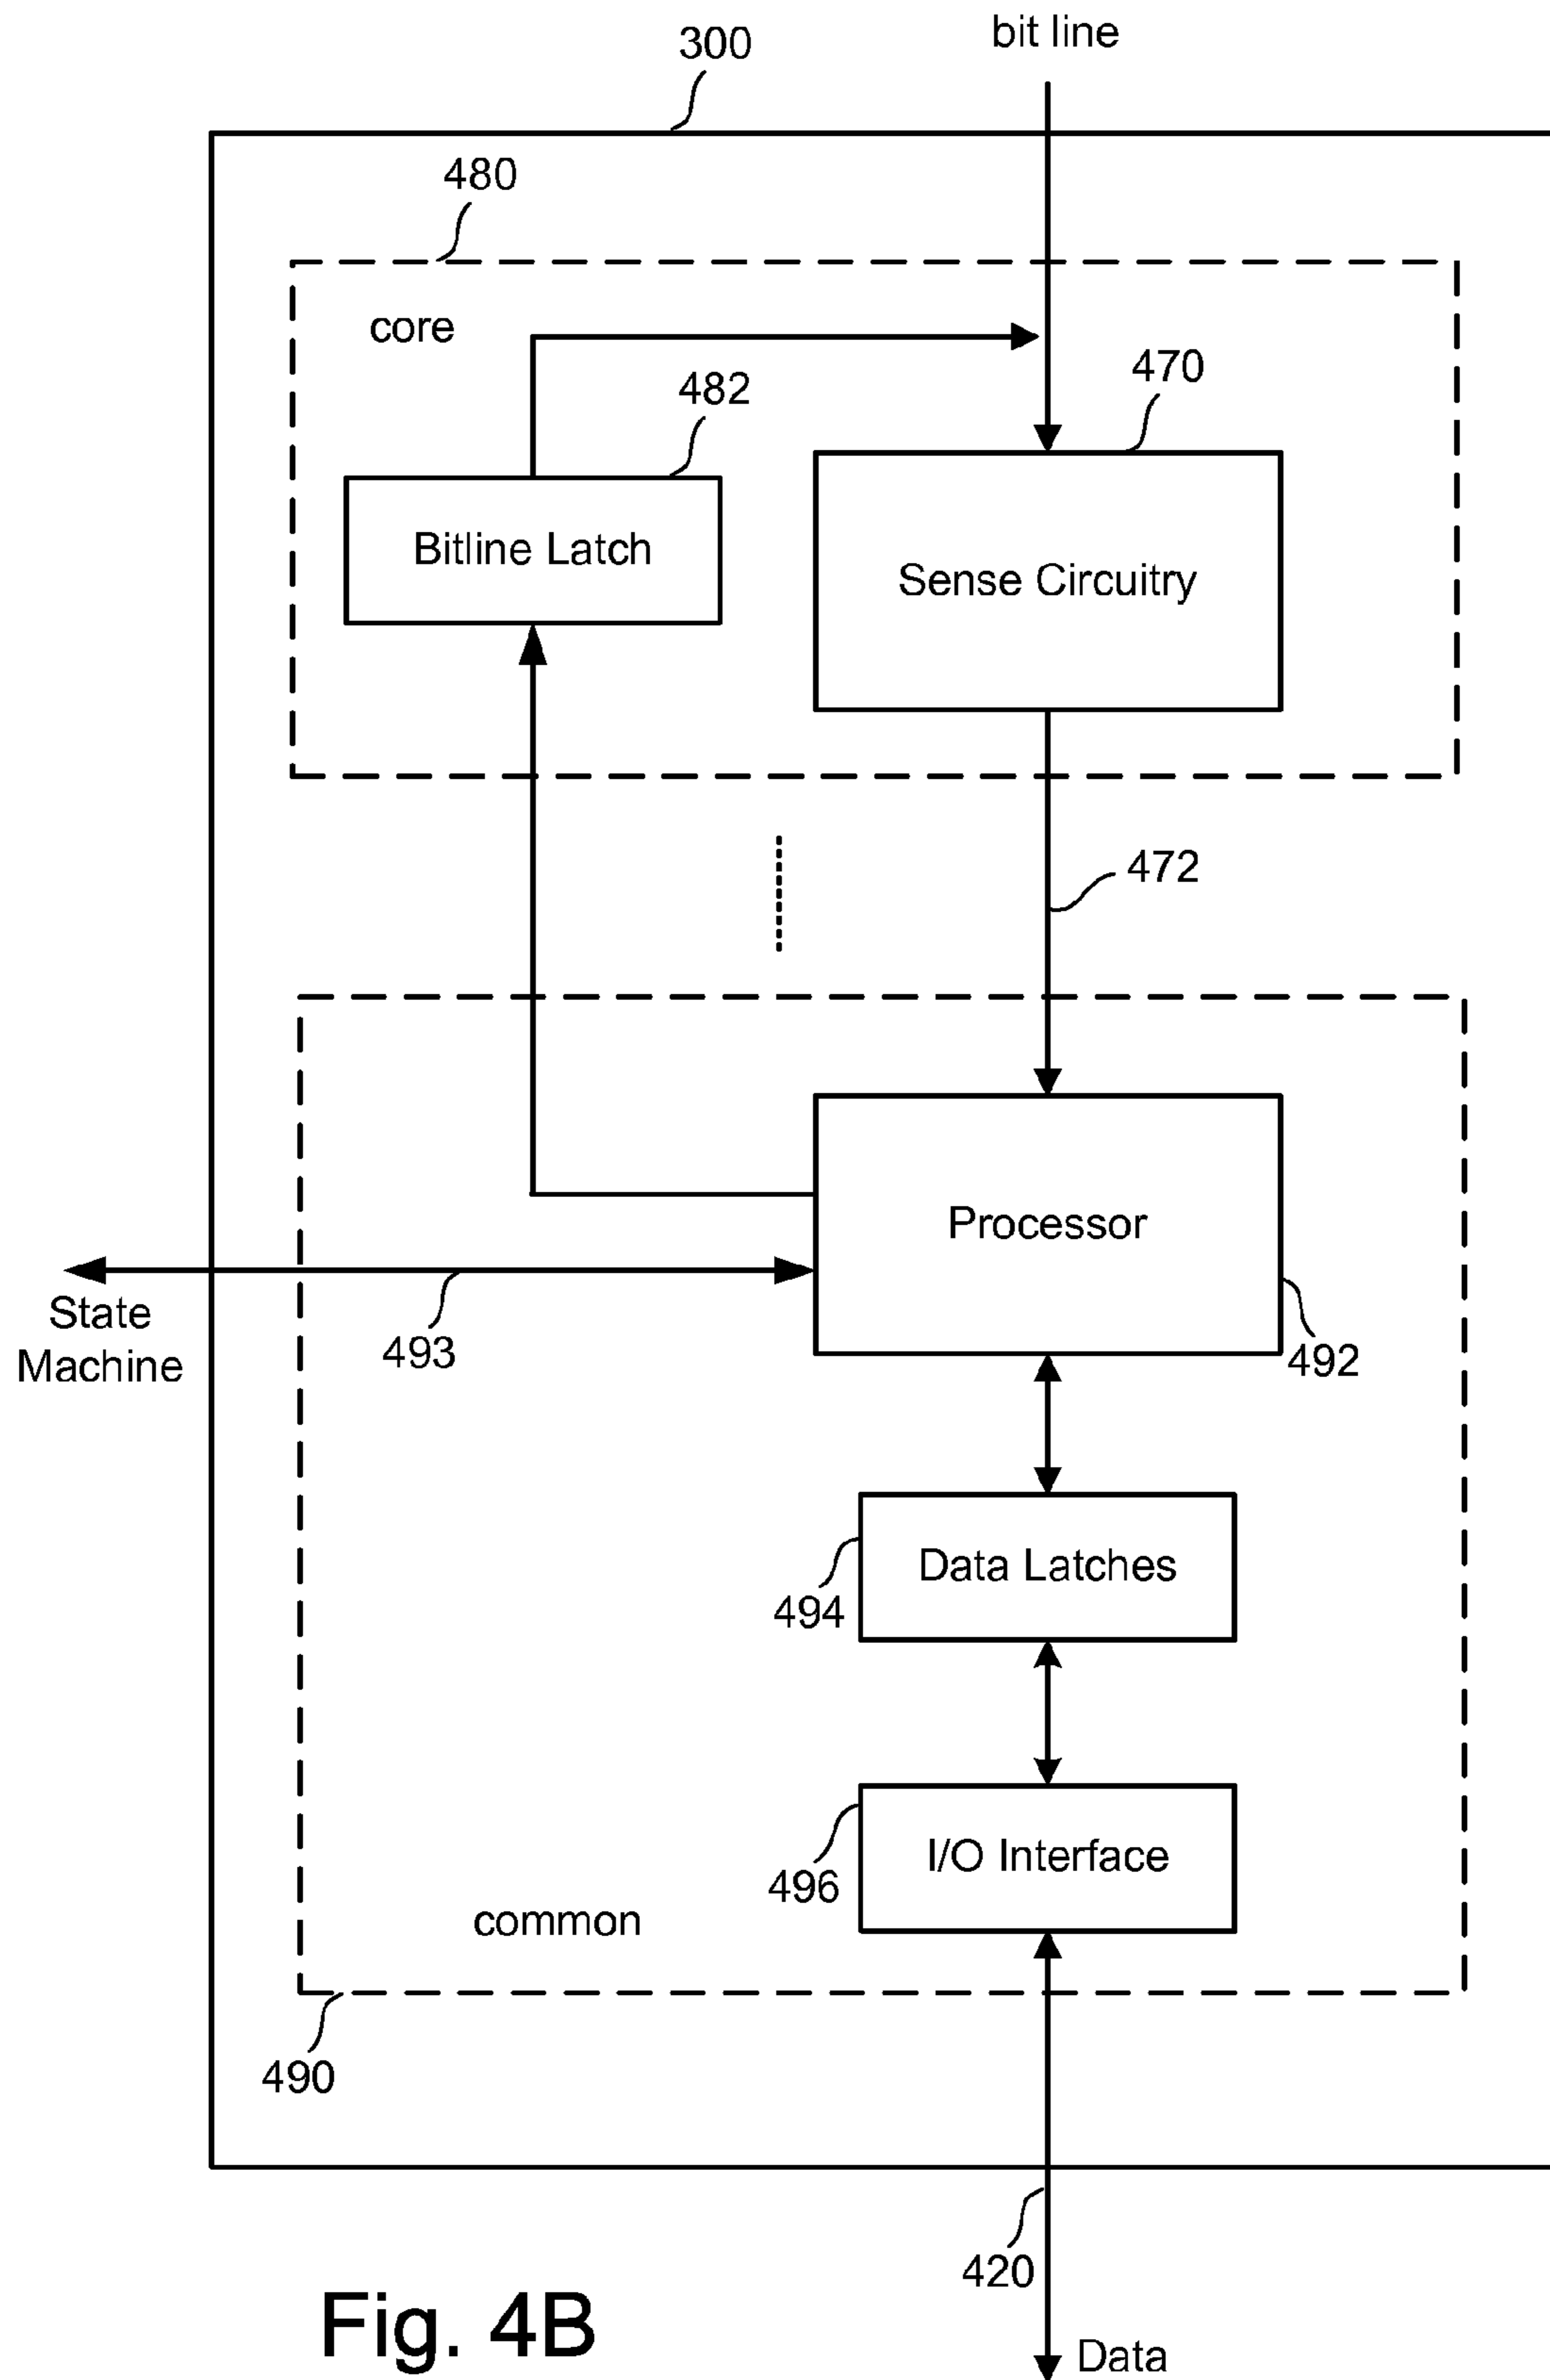 bit line
300
480
core
470
482
Bitline Latch
Sense Circuitry
472
Processor
State
Machine
493
492
Data Latches
494
I/O Interface
496
common
490
420
Fig. 4B
Data